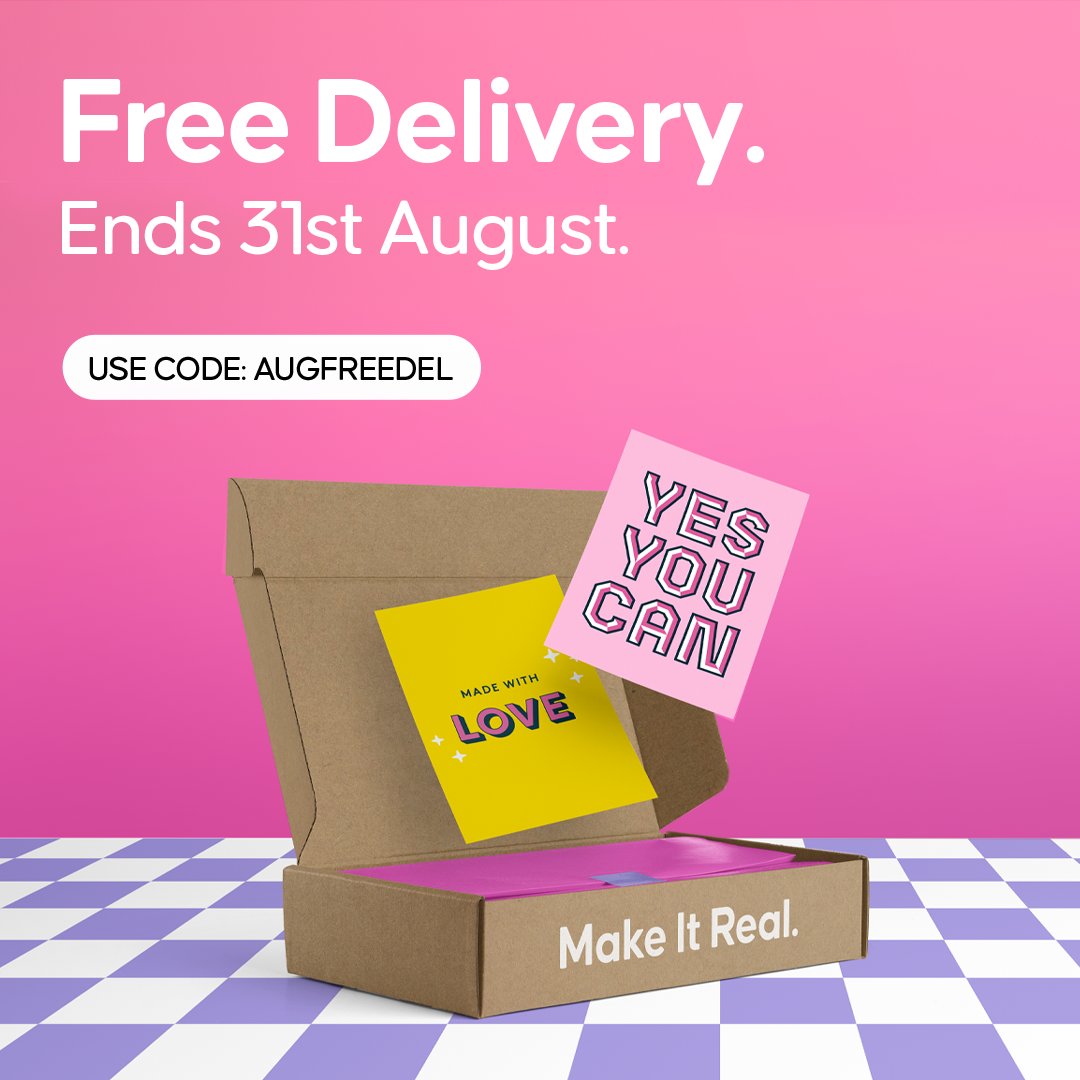 Free Delivery.
Ends 31st August.
USE CODE: AUGFREEDEL
YES
YOU
CAN
MADE WITH
LOVE
Make It Real.